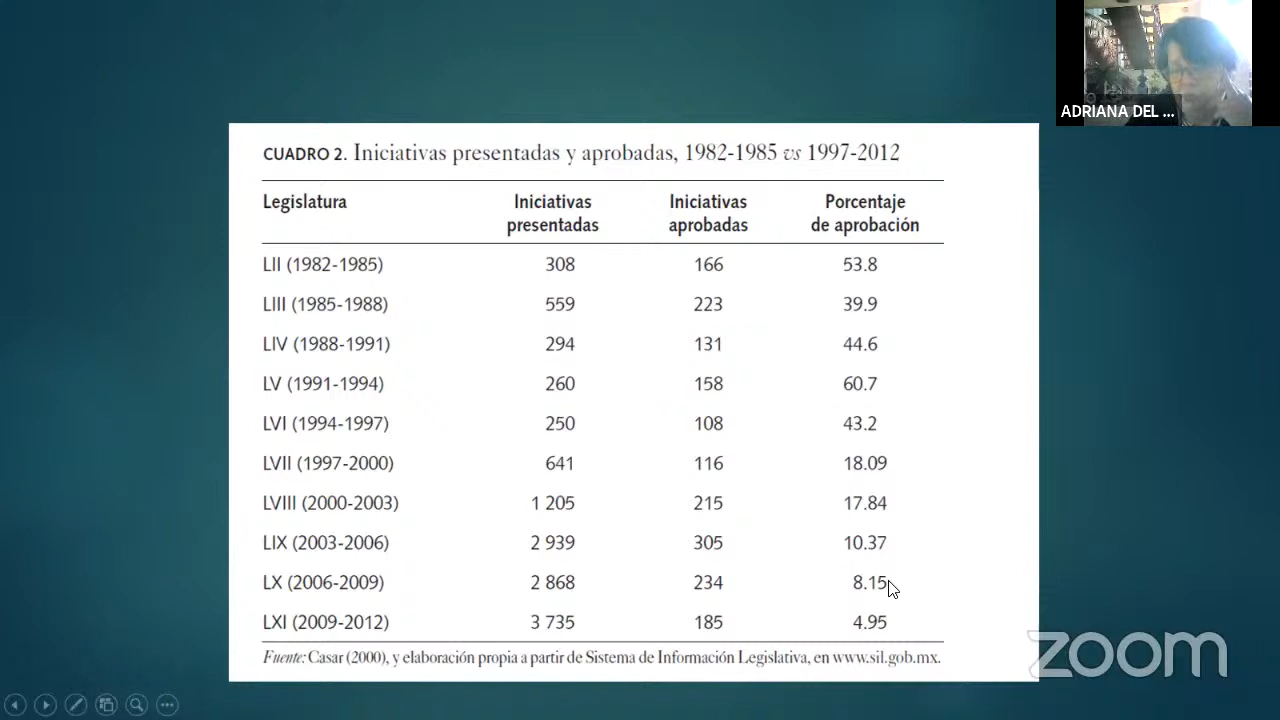 ADRIANA DEL ...
CUADRO 2. Iniciativas presentadas y aprobadas, 1982-1985 vs 1997-2012
Legislatura Iniciativas presentadas Iniciativas aprobadas Porcentaje de aprobación
LII (1982-1985) 308 166 53.8
LIII (1985-1988) 559 223 39.9
LIV (1988-1991) 294 131 44.6
LV (1991-1994) 260 158 60.7
LVI (1994-1997) 250 108 43.2
LVII (1997-2000) 641 116 18.09
LVIII (2000-2003) 1 205 215 17.84
LIX (2003-2006) 2 939 305 10.37
LX (2006-2009) 2 868 234 8.15
LXI (2009-2012) 3 735 185 4.95
Fuente: Casar (2000), y elaboración propia a partir de Sistema de Información Legislativa, en www.sil.gob.mx.
zoom